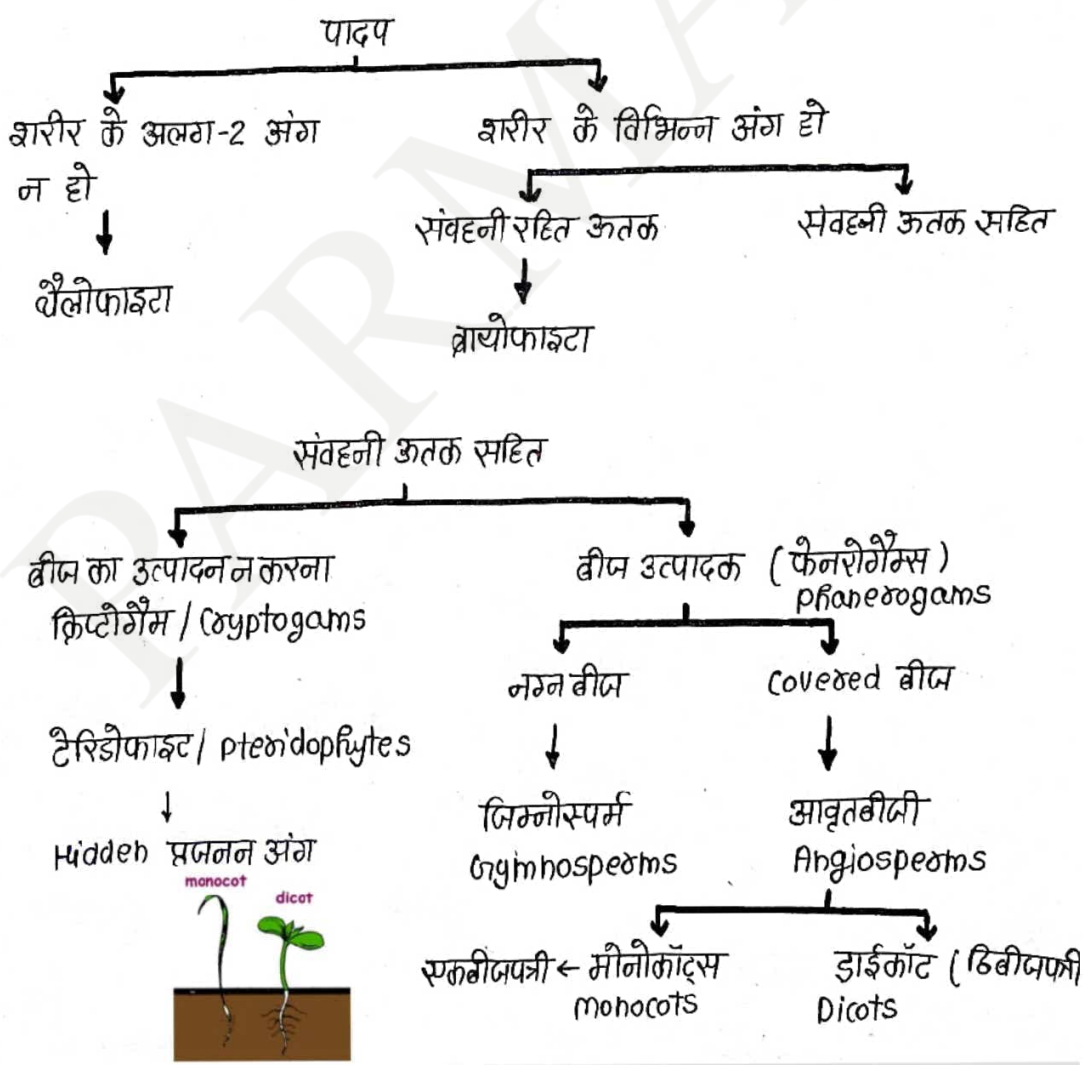 पादप
शरीर के अलग-2 अंग
न हो
शरीर के विभिन्न अंग हो
थैलोफाइटा
संवहनी रहित ऊतक
संवहनी ऊतक सहित
ब्रायोफाइटा
संवहनी ऊतक सहित
बीज का उत्पादन न करना
क्रिप्टोगैम / Cryptogams
बीज उत्पादक (फेनरोगैम्स)
Phanerogams
नग्न बीज
Covered बीज
टेरिडोफाइट / pteridophytes
Hidden प्रजनन अंग
जिम्नोस्पर्म
Gymnosperms
आवृतबीजी
Angiosperms
monocot
dicot
एकबीजपत्री ← मोनोकॉट्स
Monocots
ड्राईकॉट (द्विबीजपत्री
Dicots
PARMA